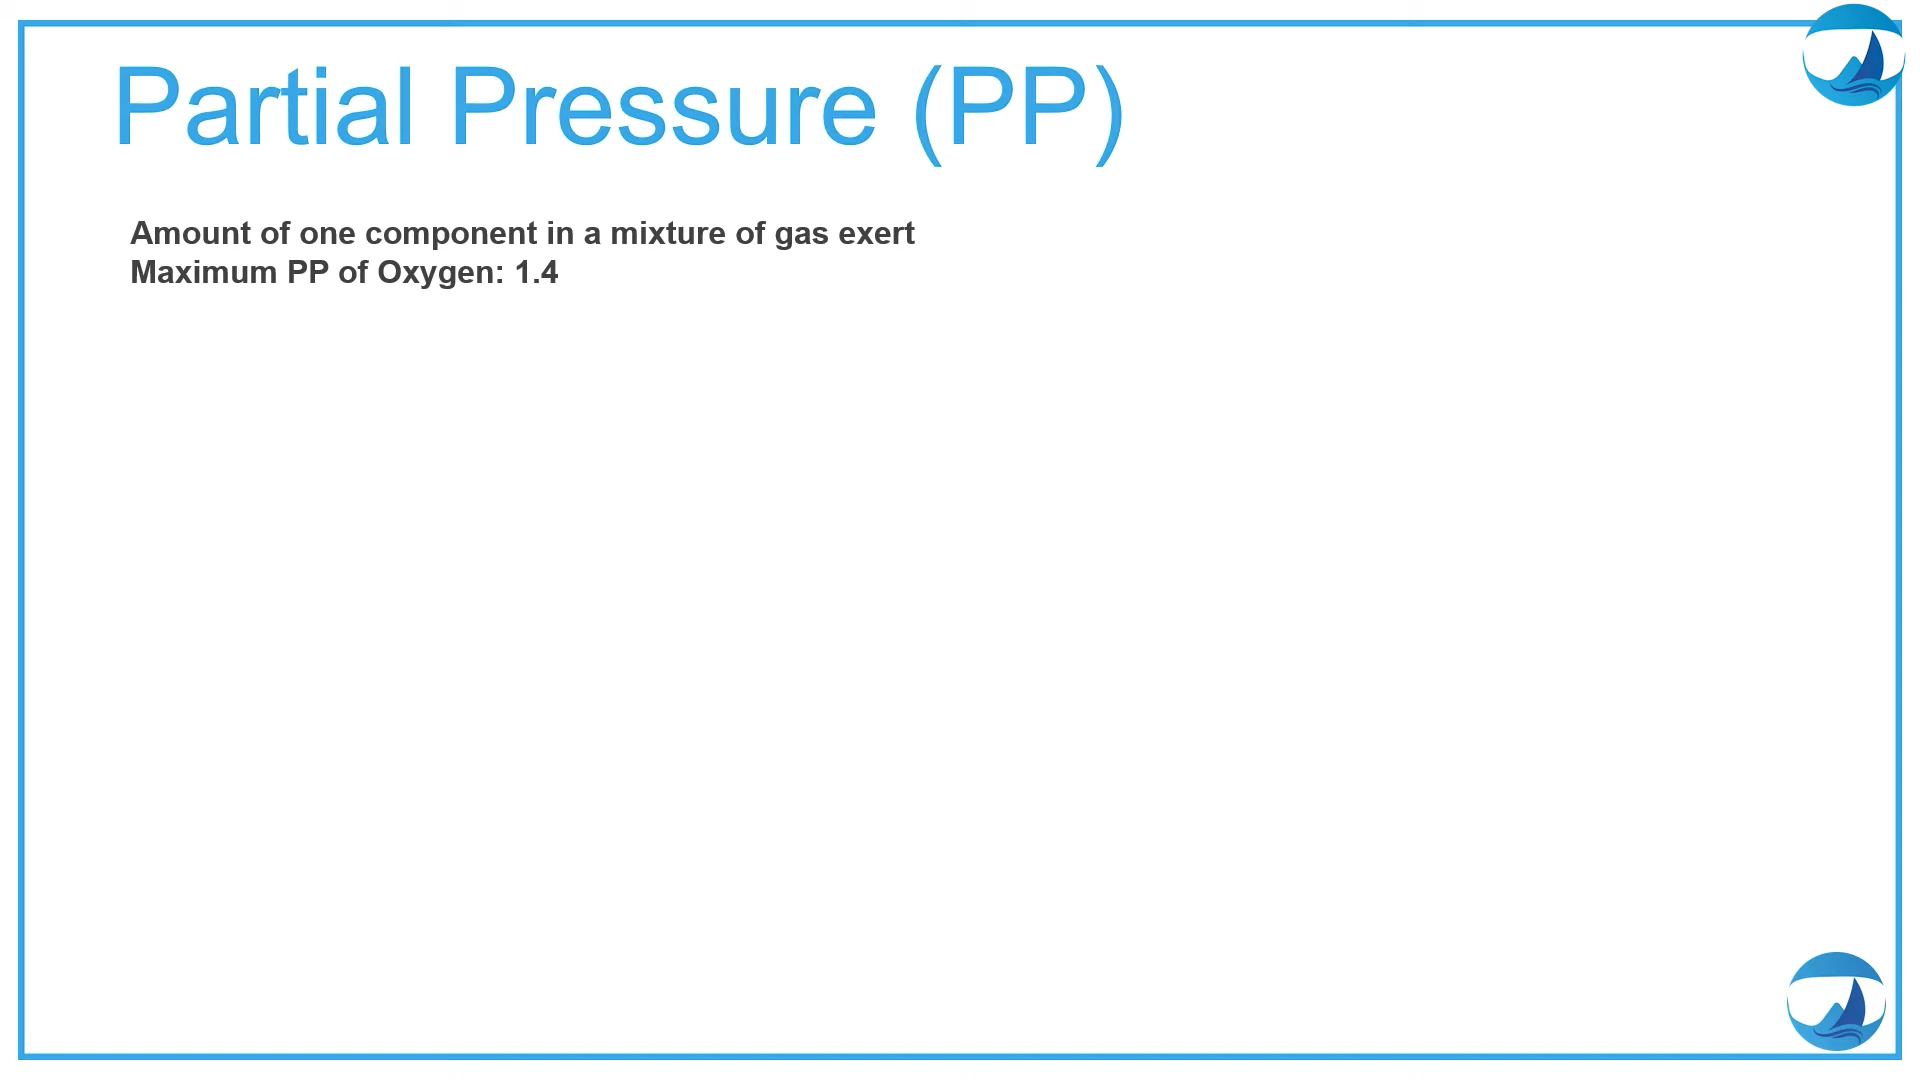 Partial Pressure (PP)
Amount of one component in a mixture of gas exert
Maximum PP of Oxygen: 1.4